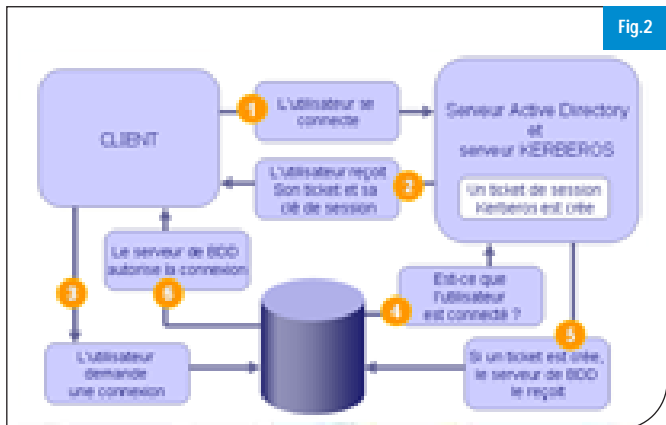 Fig.2
CLIENT
1
L'utilisateur se
connecte
Serveur Active Directory
et
serveur KERBEROS
Un ticket de session
Kerberos est crée
L'utilisateur reçoit
Son ticket et sa
clé de session
2
3
L'utilisateur
demande
une connexion
4
Est-ce que
l'utilisateur
est connecté ?
5
Si un ticket est crée,
le serveur de BDD
le reçoit
6
Le serveur de BDD
autorise la connexion